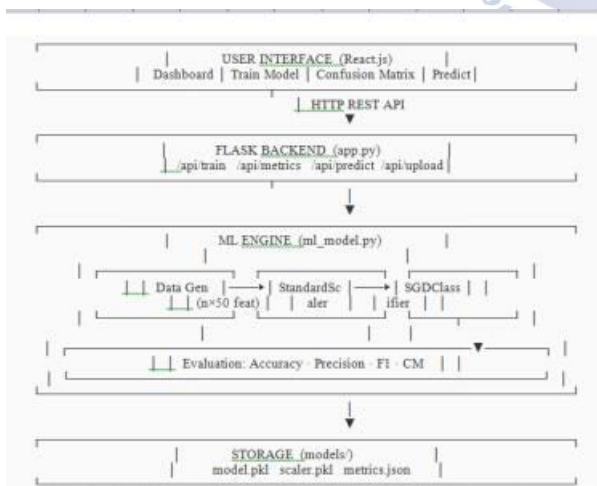 USER INTERFACE (React.js)
Dashboard | Train Model | Confusion Matrix | Predict
HTTP REST API
FLASK BACKEND (app.py)
/api/train /api/metrics /api/predict /api/upload
ML ENGINE (ml_model.py)
Data Gen StandardSc SGDClass
(n×50 feat) aler ifier
Evaluation: Accuracy · Precision · F1 · CM
STORAGE (models/)
model.pkl scaler.pkl metrics.json